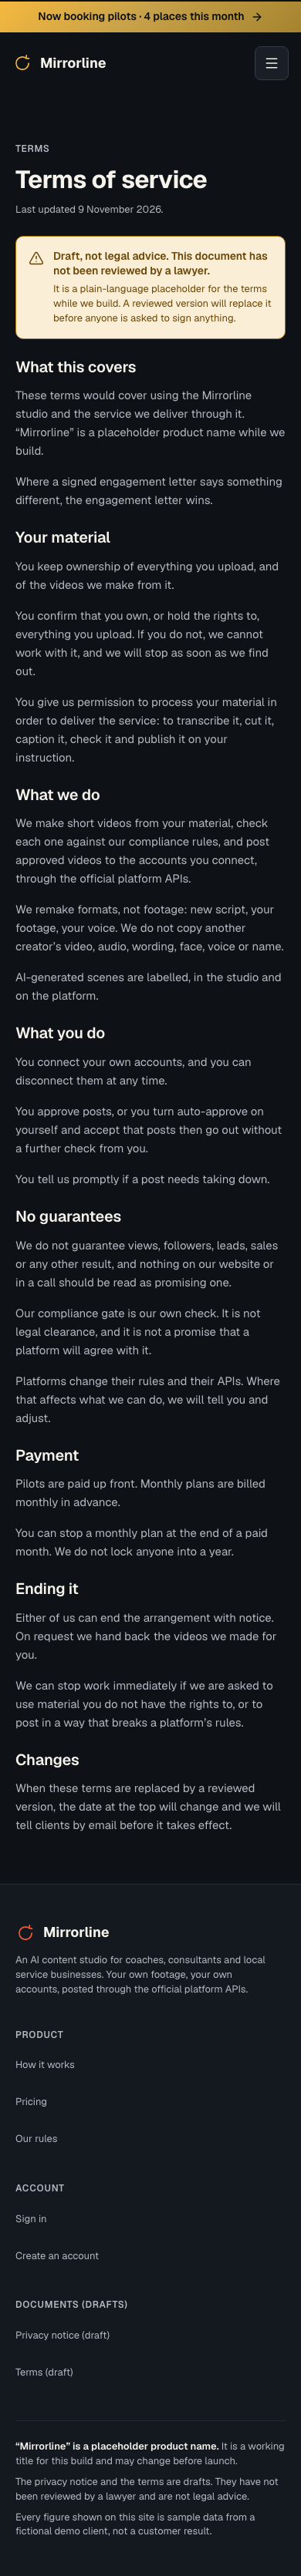 Now booking pilots · 4 places this month →
Mirrorline
TERMS
Terms of service
Last updated 9 November 2026.
Draft, not legal advice. This document has
not been reviewed by a lawyer.
It is a plain-language placeholder for the terms
while we build. A reviewed version will replace it
before anyone is asked to sign anything.
What this covers
These terms would cover using the Mirrorline
studio and the service we deliver through it.
“Mirrorline” is a placeholder product name while we
build.
Where a signed engagement letter says something
different, the engagement letter wins.
Your material
You keep ownership of everything you upload, and
of the videos we make from it.
You confirm that you own, or hold the rights to,
everything you upload. If you do not, we cannot
work with it, and we will stop as soon as we find
out.
You give us permission to process your material in
order to deliver the service: to transcribe it, cut it,
caption it, check it and publish it on your
instruction.
What we do
We make short videos from your material, check
each one against our compliance rules, and post
approved videos to the accounts you connect,
through the official platform APIs.
We remake formats, not footage: new script, your
footage, your voice. We do not copy another
creator’s video, audio, wording, face, voice or name.
AI-generated scenes are labelled, in the studio and
on the platform.
What you do
You connect your own accounts, and you can
disconnect them at any time.
You approve posts, or you turn auto-approve on
yourself and accept that posts then go out without
a further check from you.
You tell us promptly if a post needs taking down.
No guarantees
We do not guarantee views, followers, leads, sales
or any other result, and nothing on our website or
in a call should be read as promising one.
Our compliance gate is our own check. It is not
legal clearance, and it is not a promise that a
platform will agree with it.
Platforms change their rules and their APIs. Where
that affects what we can do, we will tell you and
adjust.
Payment
Pilots are paid up front. Monthly plans are billed
monthly in advance.
You can stop a monthly plan at the end of a paid
month. We do not lock anyone into a year.
Ending it
Either of us can end the arrangement with notice.
On request we hand back the videos we made for
you.
We can stop work immediately if we are asked to
use material you do not have the rights to, or to
post in a way that breaks a platform’s rules.
Changes
When these terms are replaced by a reviewed
version, the date at the top will change and we will
tell clients by email before it takes effect.
Mirrorline
An AI content studio for coaches, consultants and local
service businesses. Your own footage, your own
accounts, posted through the official platform APIs.
PRODUCT
How it works
Pricing
Our rules
ACCOUNT
Sign in
Create an account
DOCUMENTS (DRAFTS)
Privacy notice (draft)
Terms (draft)
“Mirrorline” is a placeholder product name. It is a working
title for this build and may change before launch.
The privacy notice and the terms are drafts. They have not
been reviewed by a lawyer and are not legal advice.
Every figure shown on this site is sample data from a
fictional demo client, not a customer result.